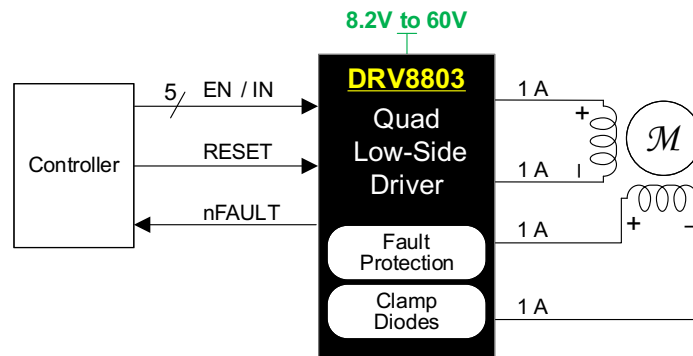 8.2V to 60V
DRV8803
Quad
Low-Side
Driver
Fault
Protection
Clamp
Diodes
Controller
5
EN / IN
RESET
nFAULT
1 A
1 A
1 A
1 A
+
–
M
+
–